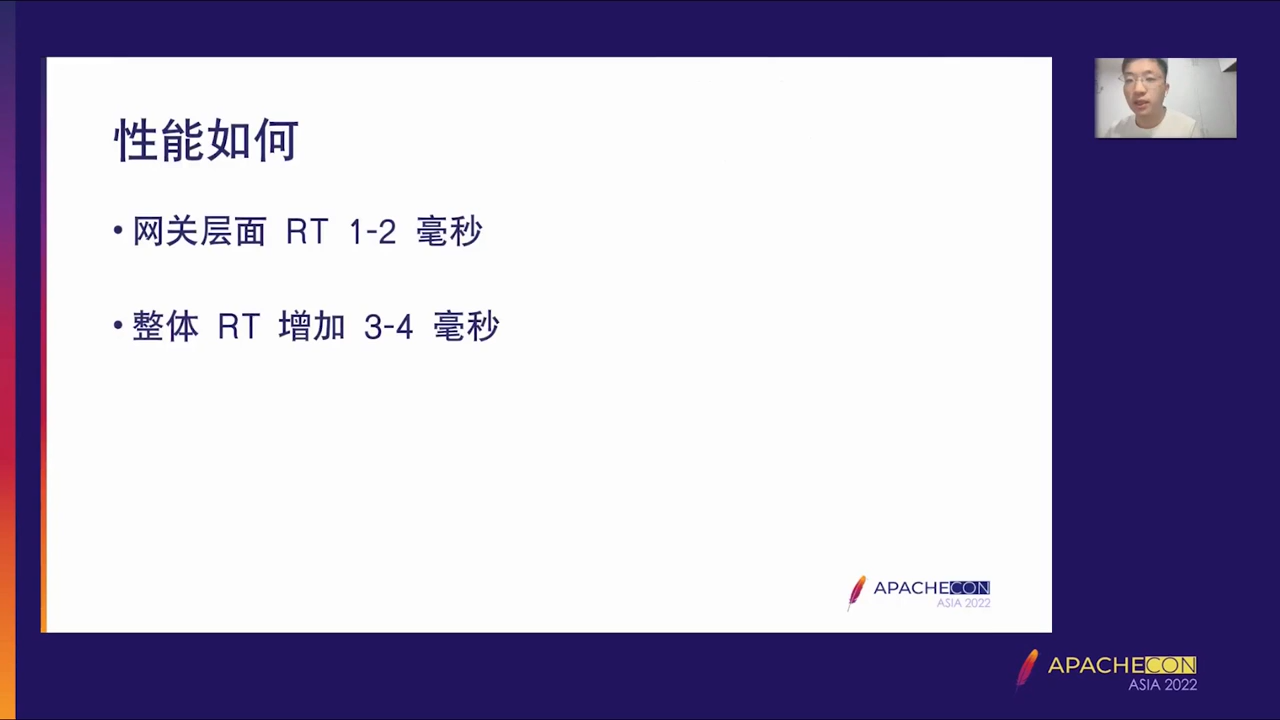 性能如何
• 网关层面 RT 1-2 毫秒
• 整体 RT 增加 3-4 毫秒
APACHECON
ASIA 2022
APACHECON
ASIA 2022